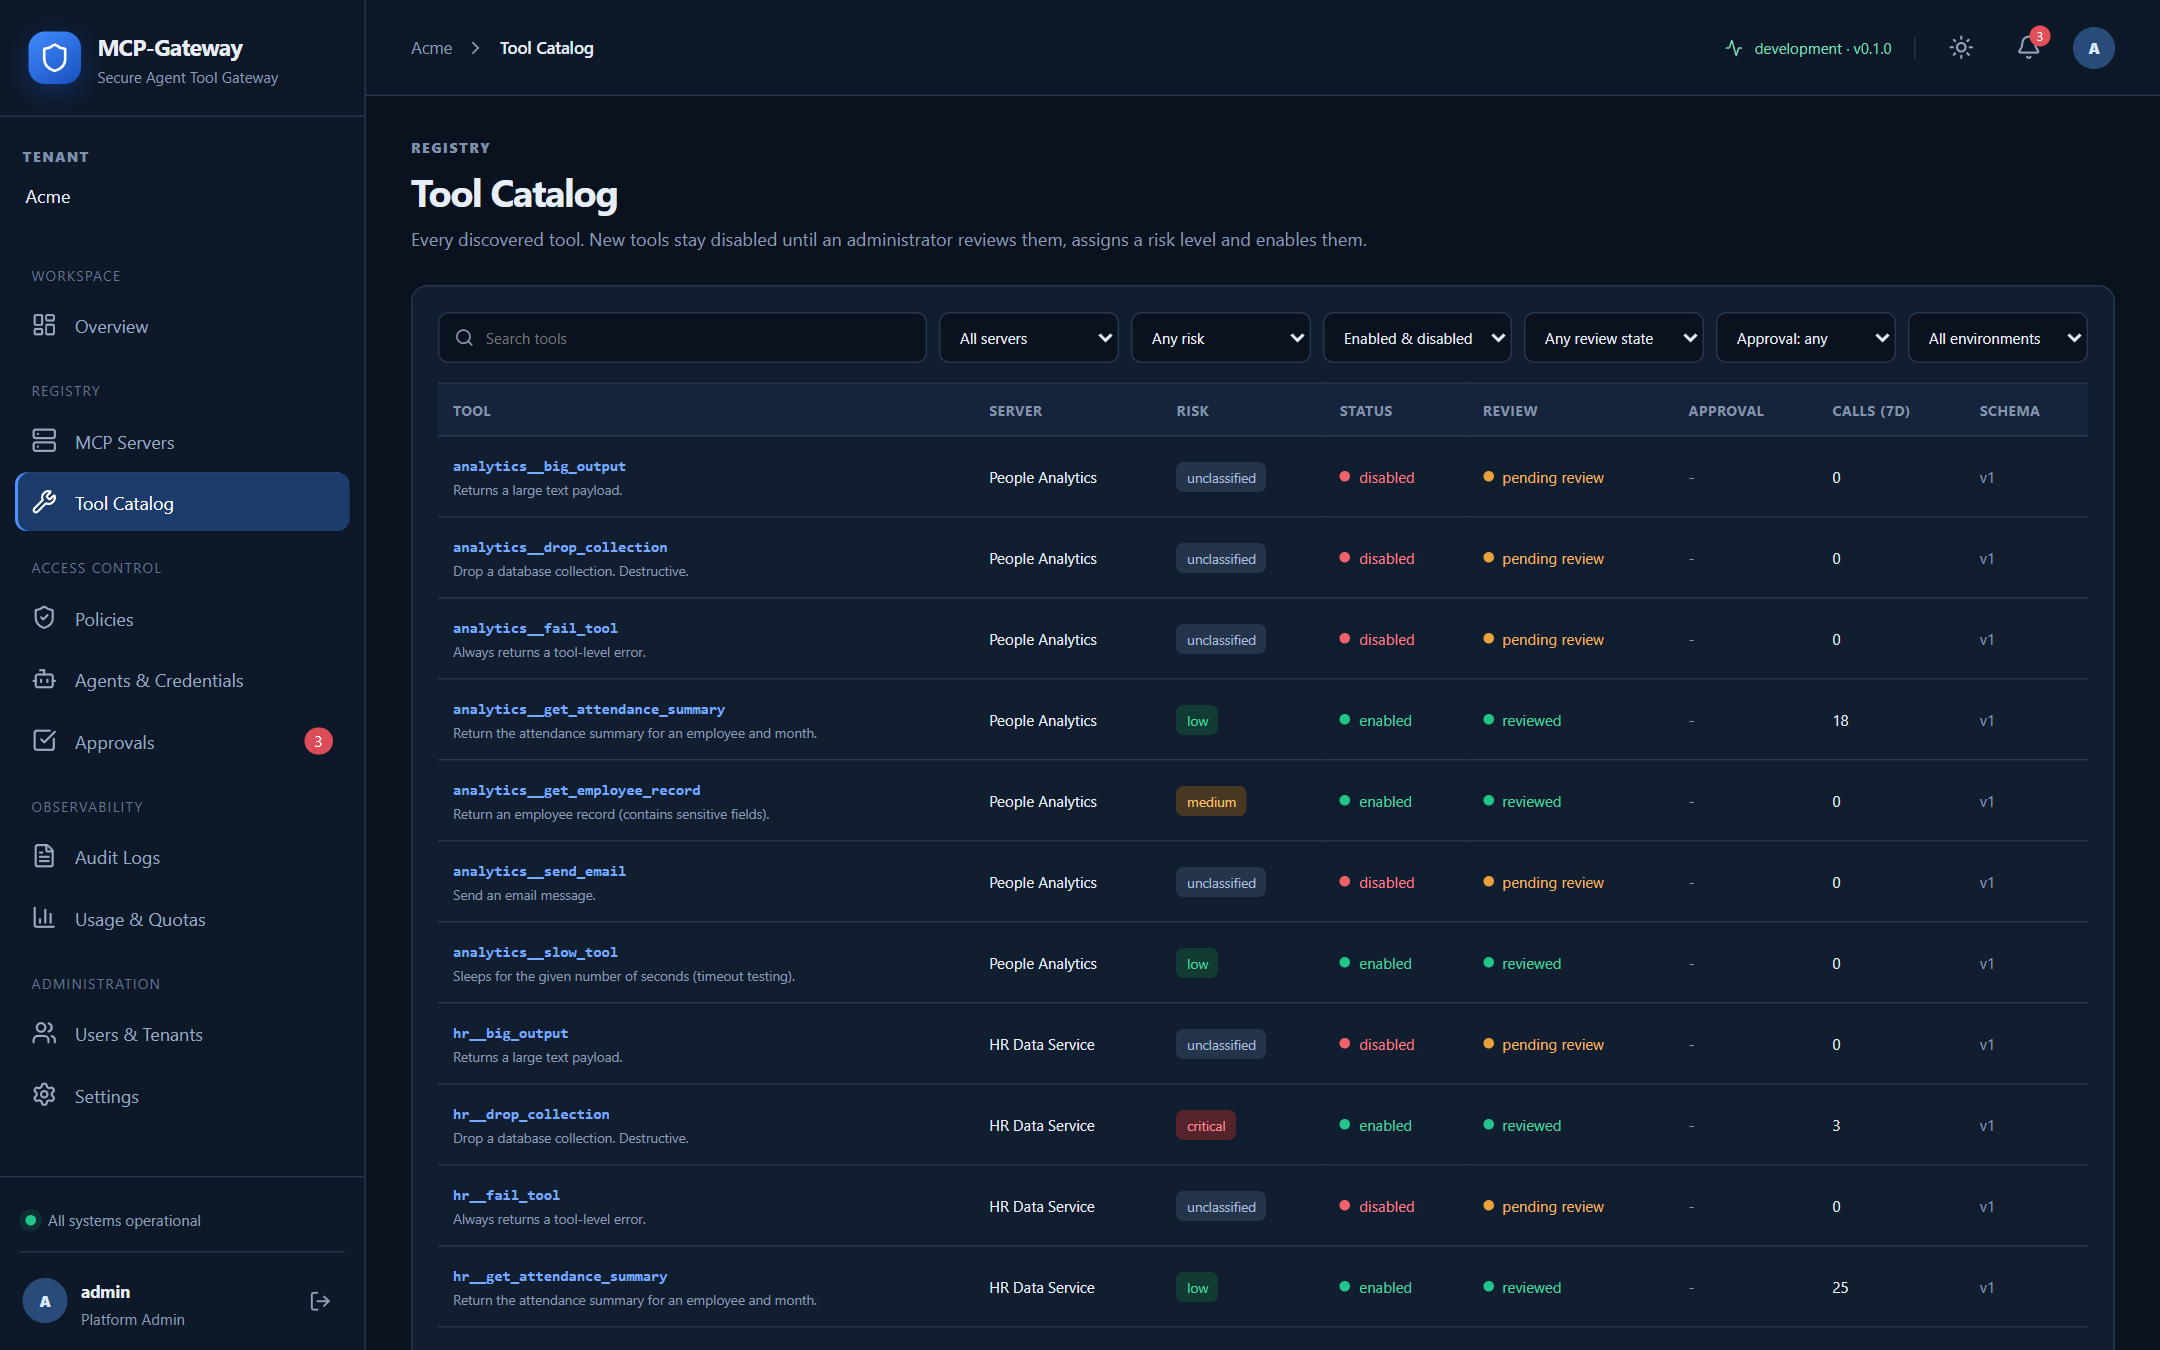 MCP-Gateway
Secure Agent Tool Gateway
TENANT
Acme
WORKSPACE
Overview
REGISTRY
MCP Servers
Tool Catalog
ACCESS CONTROL
Policies
Agents & Credentials
Approvals 3
OBSERVABILITY
Audit Logs
Usage & Quotas
ADMINISTRATION
Users & Tenants
Settings
All systems operational
A
admin
Platform Admin
Acme > Tool Catalog
development · v0.1.0
3
A
REGISTRY
Tool Catalog
Every discovered tool. New tools stay disabled until an administrator reviews them, assigns a risk level and enables them.
Search tools All servers Any risk Enabled & disabled Any review state Approval: any All environments
TOOL SERVER RISK STATUS REVIEW APPROVAL CALLS (7D) SCHEMA
analytics__big_output People Analytics unclassified disabled pending review - 0 v1
Returns a large text payload.
analytics__drop_collection People Analytics unclassified disabled pending review - 0 v1
Drop a database collection. Destructive.
analytics__fail_tool People Analytics unclassified disabled pending review - 0 v1
Always returns a tool-level error.
analytics__get_attendance_summary People Analytics low enabled reviewed - 18 v1
Return the attendance summary for an employee and month.
analytics__get_employee_record People Analytics medium enabled reviewed - 0 v1
Return an employee record (contains sensitive fields).
analytics__send_email People Analytics unclassified disabled pending review - 0 v1
Send an email message.
analytics__slow_tool People Analytics low enabled reviewed - 0 v1
Sleeps for the given number of seconds (timeout testing).
hr__big_output HR Data Service unclassified disabled pending review - 0 v1
Returns a large text payload.
hr__drop_collection HR Data Service critical enabled reviewed - 3 v1
Drop a database collection. Destructive.
hr__fail_tool HR Data Service unclassified disabled pending review - 0 v1
Always returns a tool-level error.
hr__get_attendance_summary HR Data Service low enabled reviewed - 25 v1
Return the attendance summary for an employee and month.